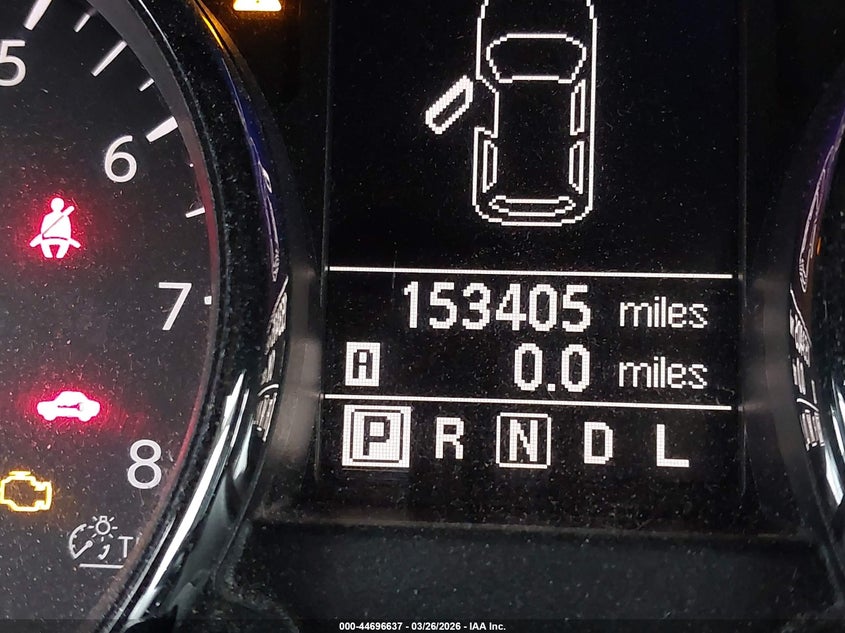 5
6
7
8
153405 miles
A 0.0 miles
P R N D L
000-44696637 - 03/26/2026 - IAA Inc.